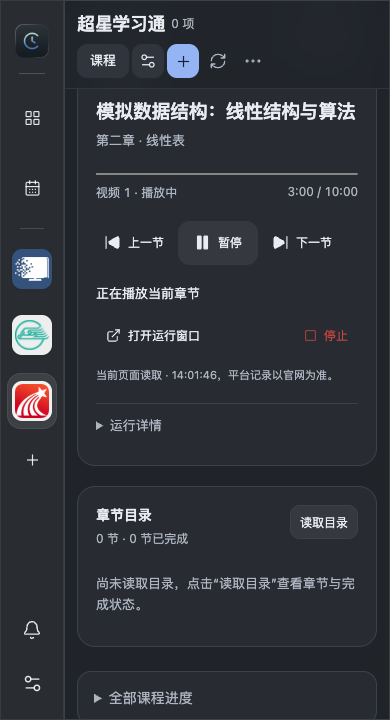 超星学习通 0 项
课程
模拟数据结构：线性结构与算法
第二章 · 线性表
视频 1 · 播放中 3:00 / 10:00
上一节 暂停 下一节
正在播放当前章节
打开运行窗口 停止
当前页面读取 · 14:01:46，平台记录以官网为准。
运行详情
章节目录
0 节 · 0 节已完成
读取目录
尚未读取目录，点击“读取目录”查看章节与完
成状态。
全部课程进度